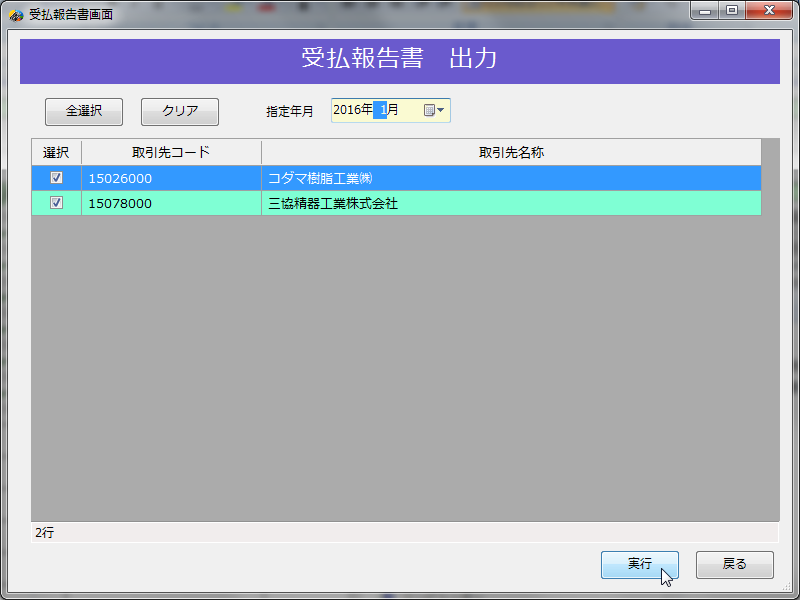 受払報告書画面
受払報告書　出力
全選択 クリア 指定年月 2016年 1月
選択 取引先コード 取引先名称
15026000 コダマ樹脂工業㈱
15078000 三協精器工業株式会社
2行
実行 戻る